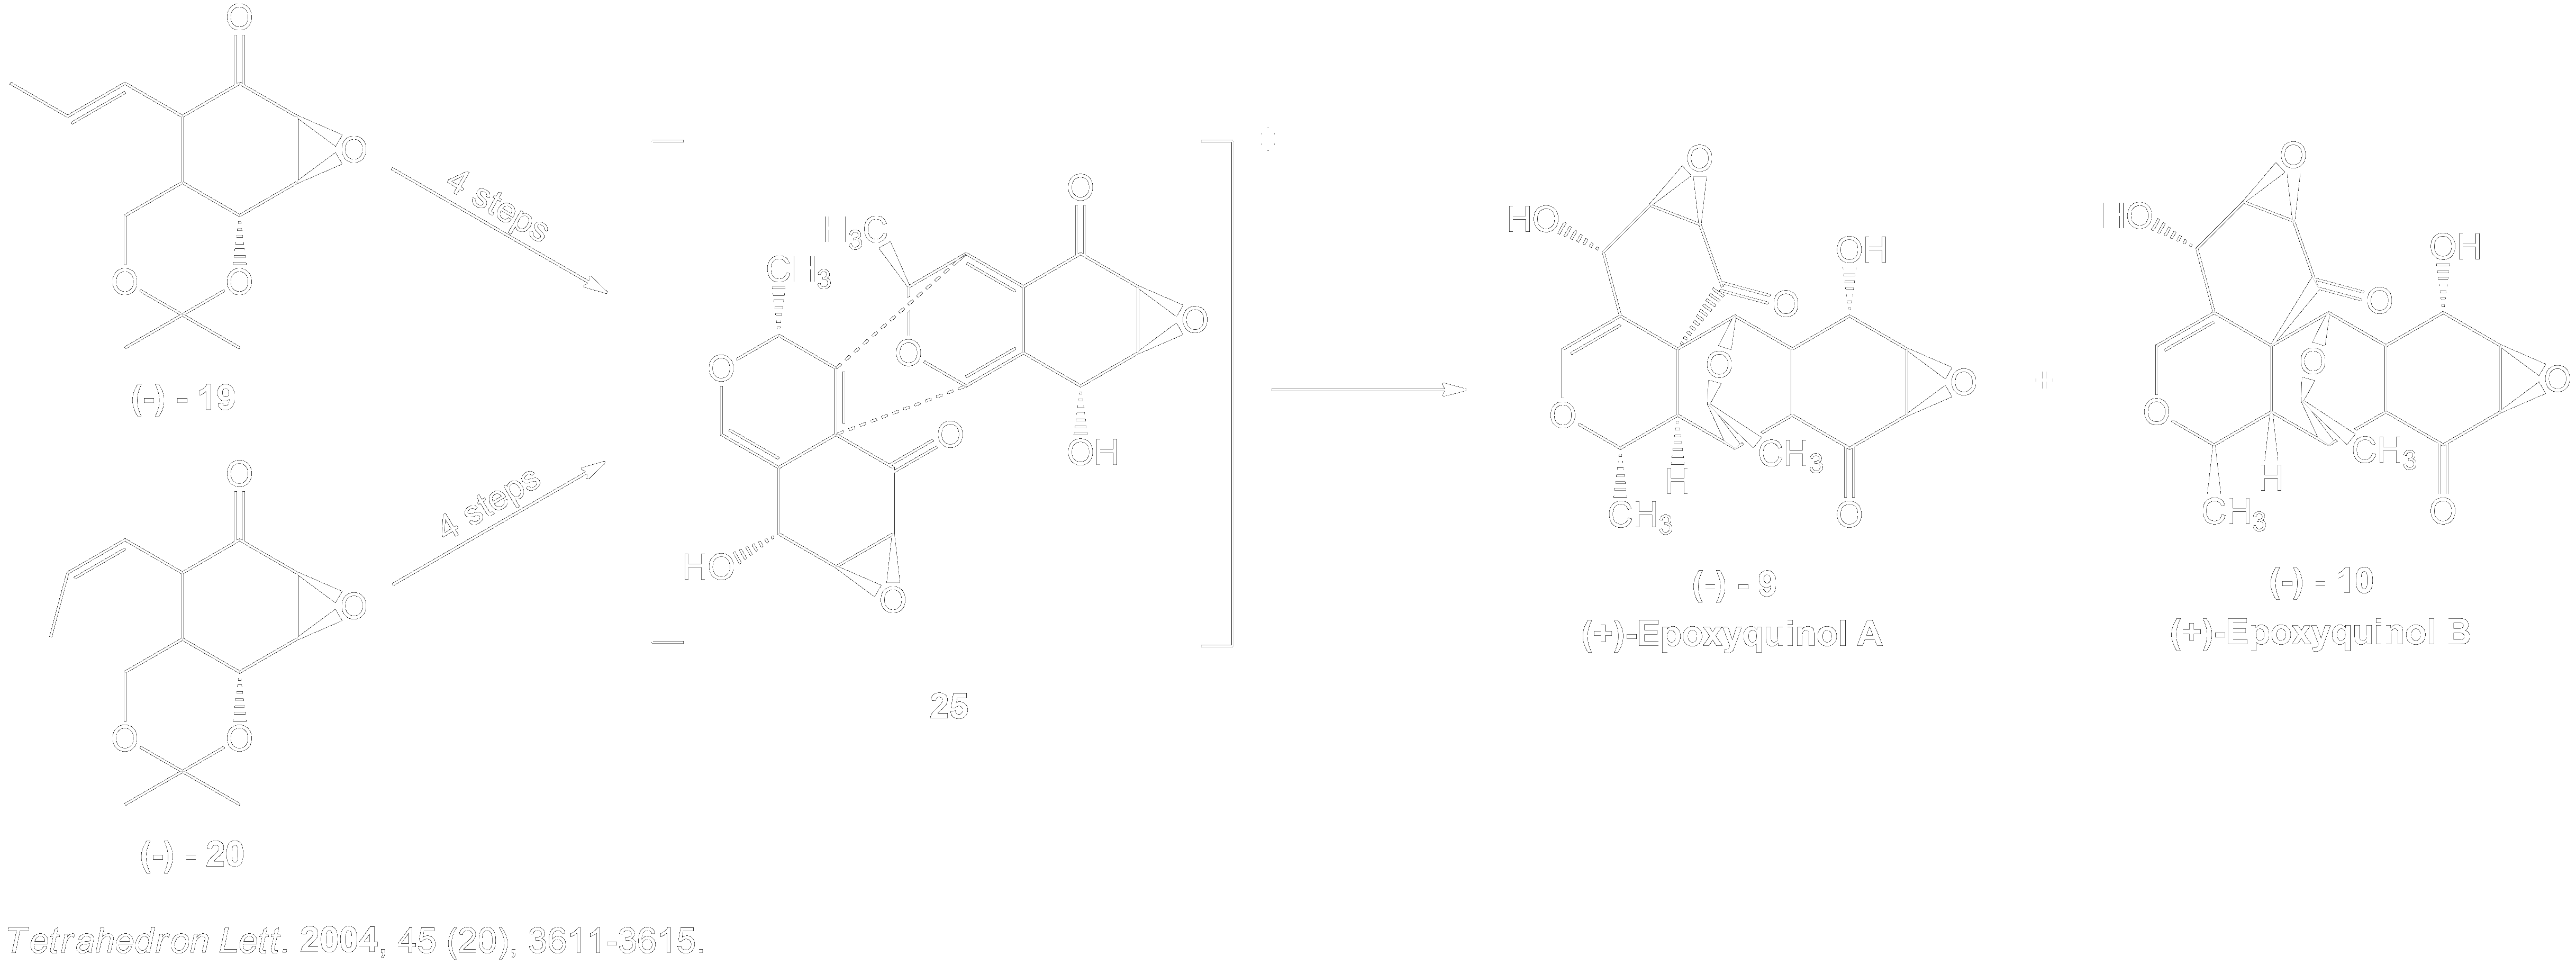 O
O
O
O
(-) - 19
4 steps
O
O
O
O
(-) - 20
4 steps
H3C
CH3
O
O
O
O
O
OH
HO
O
25
O
HO
OH
O
O
O
O
CH3
H
CH3
O
(-) - 9
(+)-Epoxyquinol A
+
O
HO
OH
O
O
O
O
CH3
H
CH3
O
(-) - 10
(+)-Epoxyquinol B
Tetrahedron Lett. 2004, 45 (20), 3611-3615.